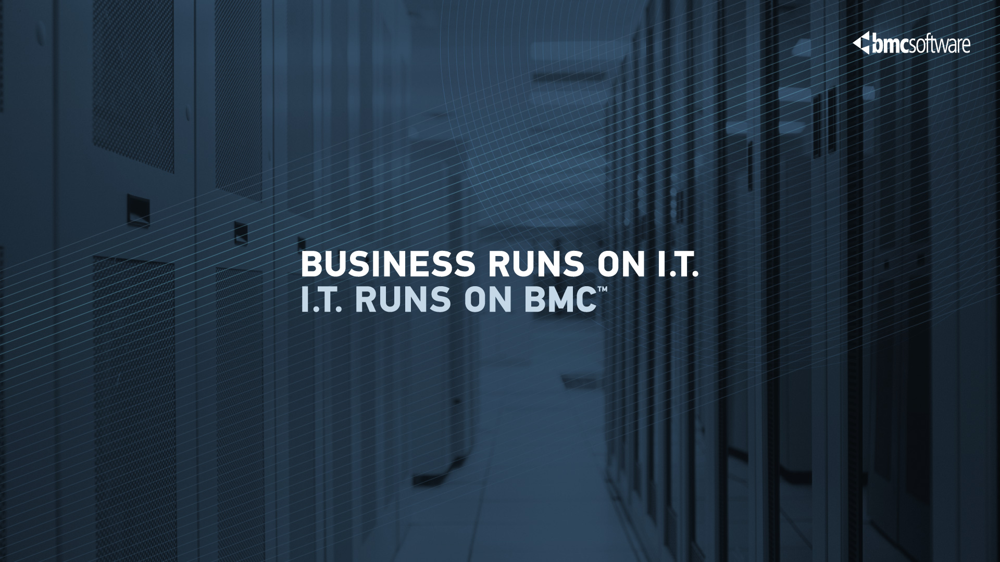 bmcsoftware
BUSINESS RUNS ON I.T.
I.T. RUNS ON BMC™